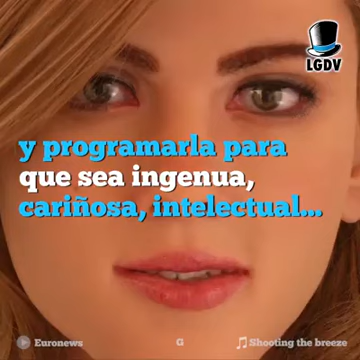 LGDV
y programarla para
que sea ingenua,
cariñosa, intelectual...
Euronews
G
Shooting the breeze